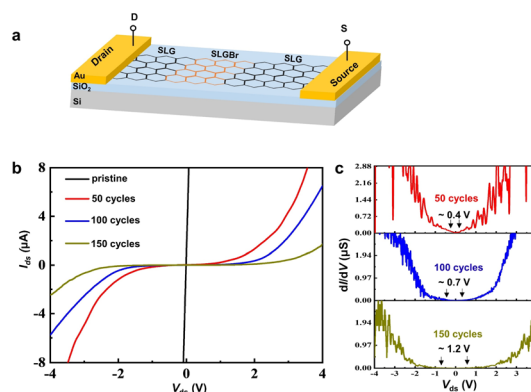 a
D
S
Drain
SLG
SLGBr
SLG
Source
Au
SiO2
Si
b
pristine
50 cycles
100 cycles
150 cycles
Ids (μA)
8
4
0
-4
-8
-4
-2
0
2
4
Vds (V)
c
2.88
2.16
1.44
0.72
0.00
50 cycles
~ 0.4 V
dI/dV (μS)
2.91
1.94
0.97
0.00
100 cycles
~ 0.7 V
1.94
0.97
0.00
150 cycles
~ 1.2 V
-4
-3
-2
-1
0
1
2
3
Vds (V)